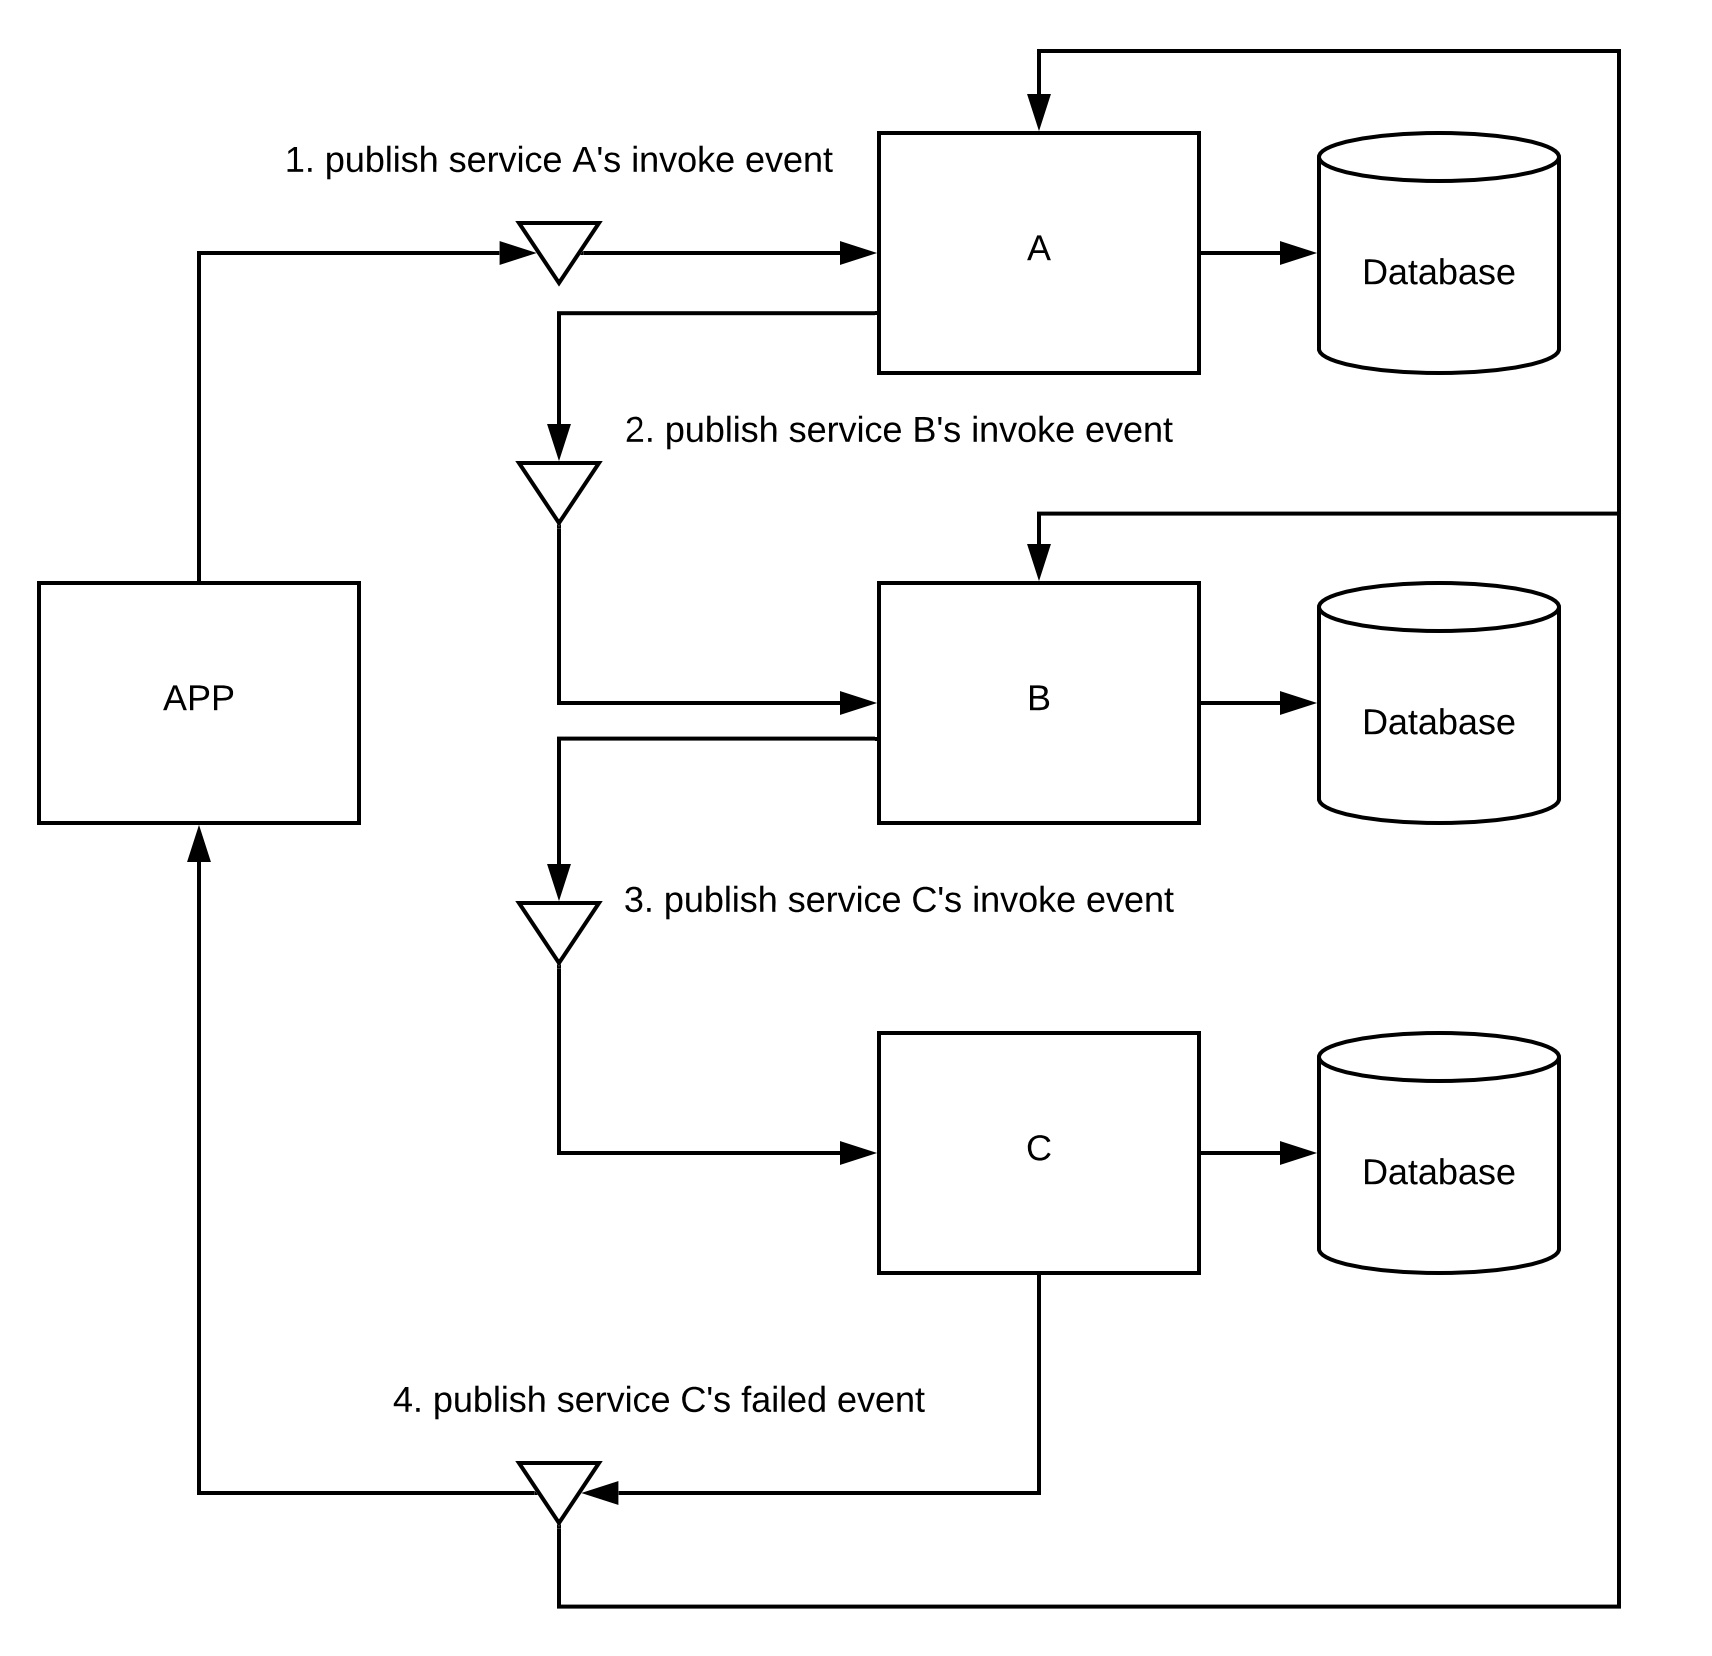 1. publish service A's invoke event
A
Database
2. publish service B's invoke event
APP
B
Database
3. publish service C's invoke event
C
Database
4. publish service C's failed event